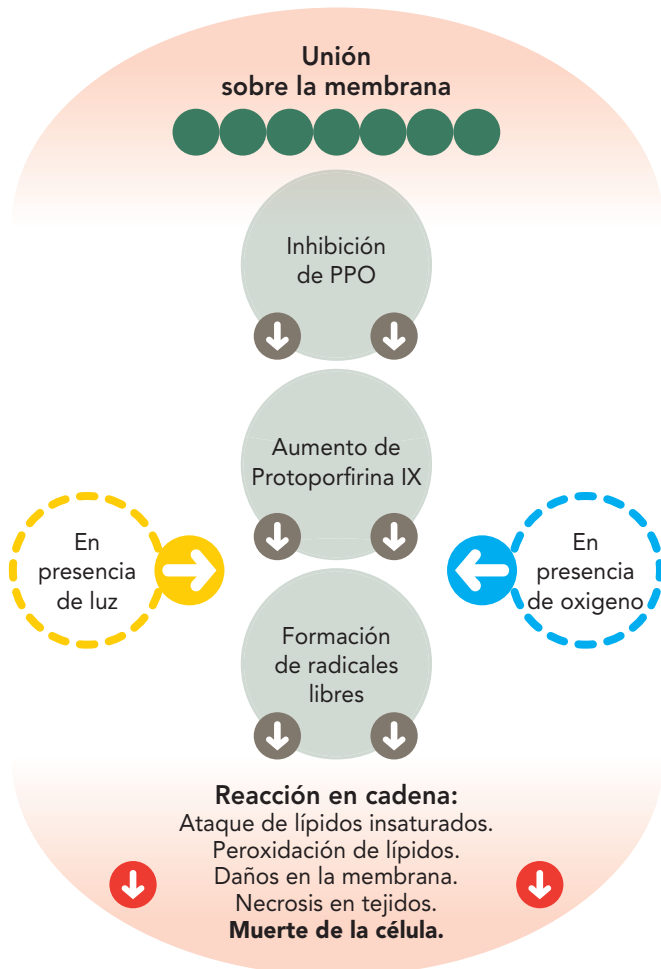 Unión
sobre la membrana
Inhibición
de PPO
Aumento de
Protoporfirina IX
En
presencia
de luz
En
presencia
de oxigeno
Formación
de radicales
libres
Reacción en cadena:
Ataque de lípidos insaturados.
Peroxidación de lípidos.
Daños en la membrana.
Necrosis en tejidos.
Muerte de la célula.